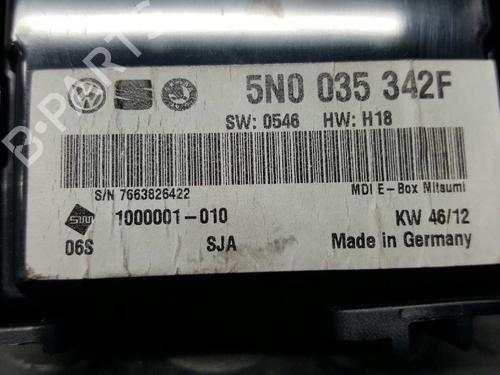 5N0 035 342F
SW: 0546 HW: H18
S/N 7663826422 MDI E-Box Mitsumi
1000001-010 KW 46/12
06S SJA Made in Germany
B-PARTS